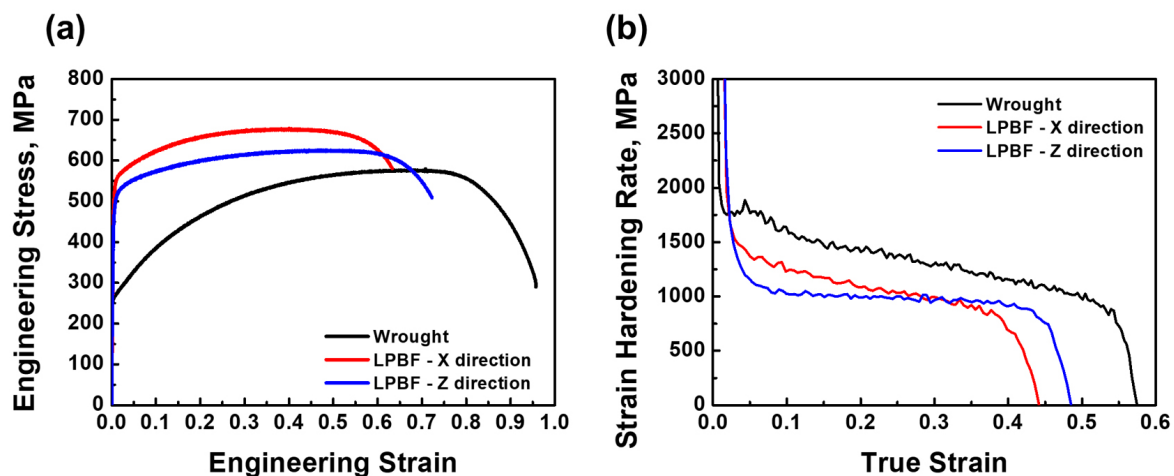 (a)
Engineering Stress, MPa
800
700
600
500
400
300
200
100
0
Wrought
LPBF - X direction
LPBF - Z direction
0.0 0.1 0.2 0.3 0.4 0.5 0.6 0.7 0.8 0.9 1.0
Engineering Strain
(b)
Strain Hardening Rate, MPa
3000
2500
2000
1500
1000
500
0
Wrought
LPBF - X direction
LPBF - Z direction
0.0 0.1 0.2 0.3 0.4 0.5 0.6
True Strain